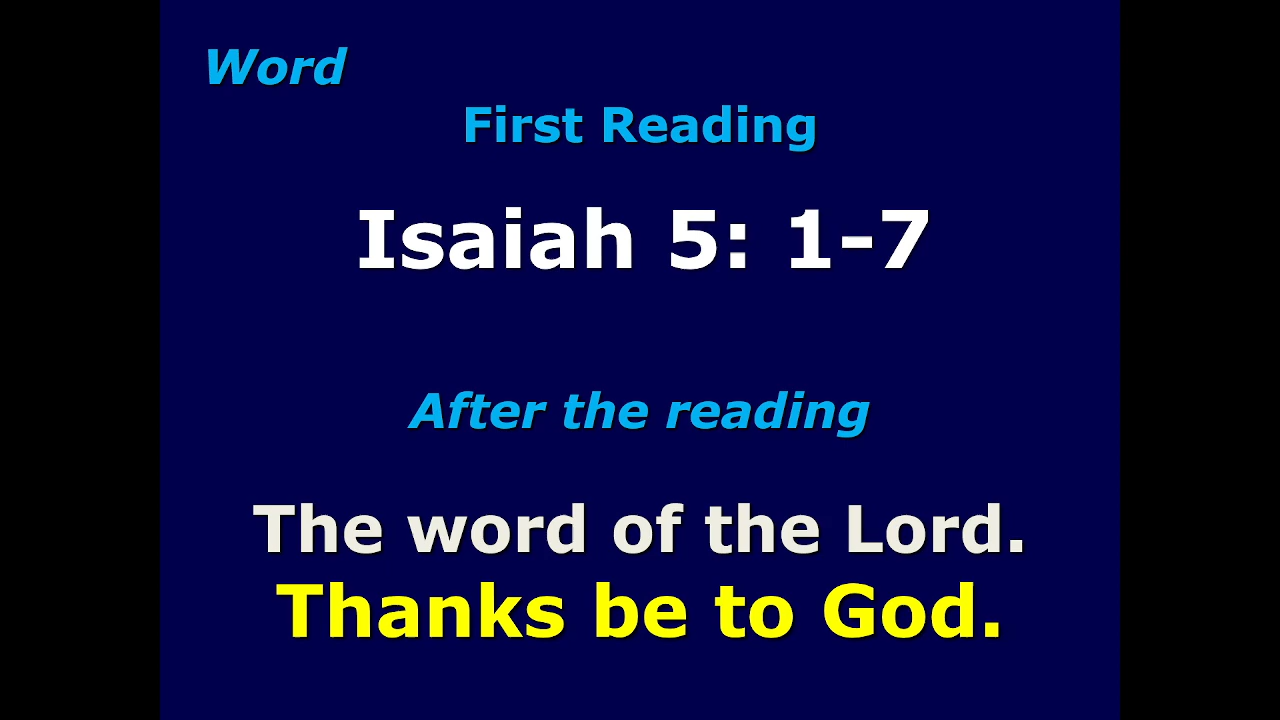 Word
First Reading
Isaiah 5: 1-7
After the reading
The word of the Lord.
Thanks be to God.